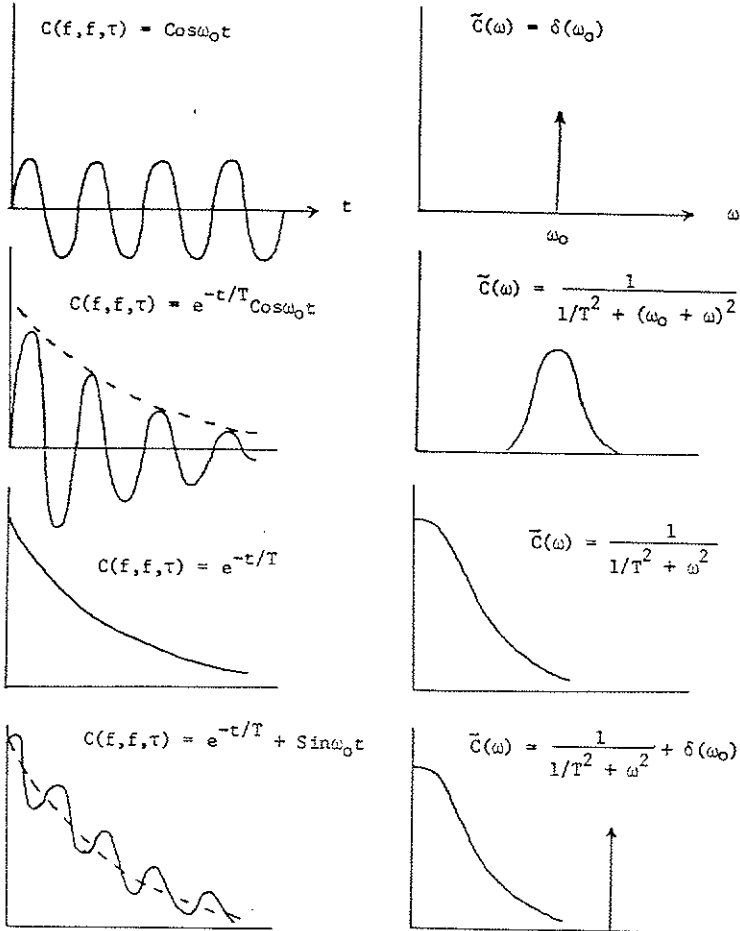 C(f,f,τ) = Cosω₀t
C̃(ω) = δ(ω₀)
t
ω
ω₀
C(f,f,τ) = e^{-t/T}Cosω₀t
C̃(ω) = 1 / (1/T² + (ω₀ + ω)²)
C(f,f,τ) = e^{-t/T}
C̃(ω) = 1 / (1/T² + ω²)
C(f,f,τ) = e^{-t/T} + Sinω₀t
C̃(ω) = 1 / (1/T² + ω²) + δ(ω₀)